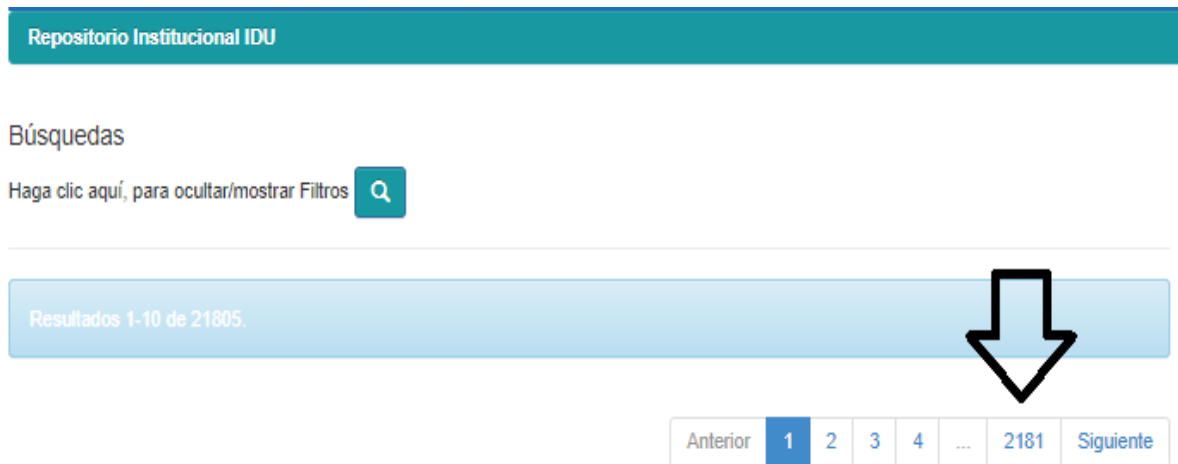 Repositorio Institucional IDU
Búsquedas
Haga clic aquí, para ocultar/mostrar Filtros
Resultados 1-10 de 21805.
Anterior 1 2 3 4 ... 2181 Siguiente